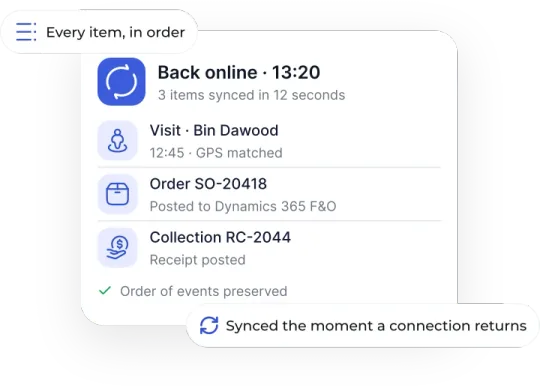 Every item, in order
Back online · 13:20
3 items synced in 12 seconds
Visit · Bin Dawood
12:45 · GPS matched
Order SO-20418
Posted to Dynamics 365 F&O
Collection RC-2044
Receipt posted
Order of events preserved
Synced the moment a connection returns